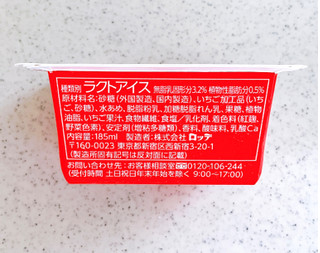 種類別 ラクトアイス 無脂乳固形分3.2% 植物性脂肪分0.5%
原材料名:砂糖(外国製造、国内製造)、いちご加工品(いち
ご、砂糖)、水あめ、脱脂粉乳、加糖脱脂れん乳、果糖、植物
油脂、いちご果汁、食物繊維、食塩／乳化剤、着色料(紅麹、
野菜色素)、安定剤(増粘多糖類)、香料、酸味料、乳酸Ca
内容量:185ml 製造者:株式会社 ロッテ
〒160-0023 東京都新宿区西新宿3-20-1
(製造所固有記号は反対面に記載)
お問い合わせ先:お客様相談室 0120-106-244
(受付時間 土日祝日年末年始を除く 9:00〜17:00)